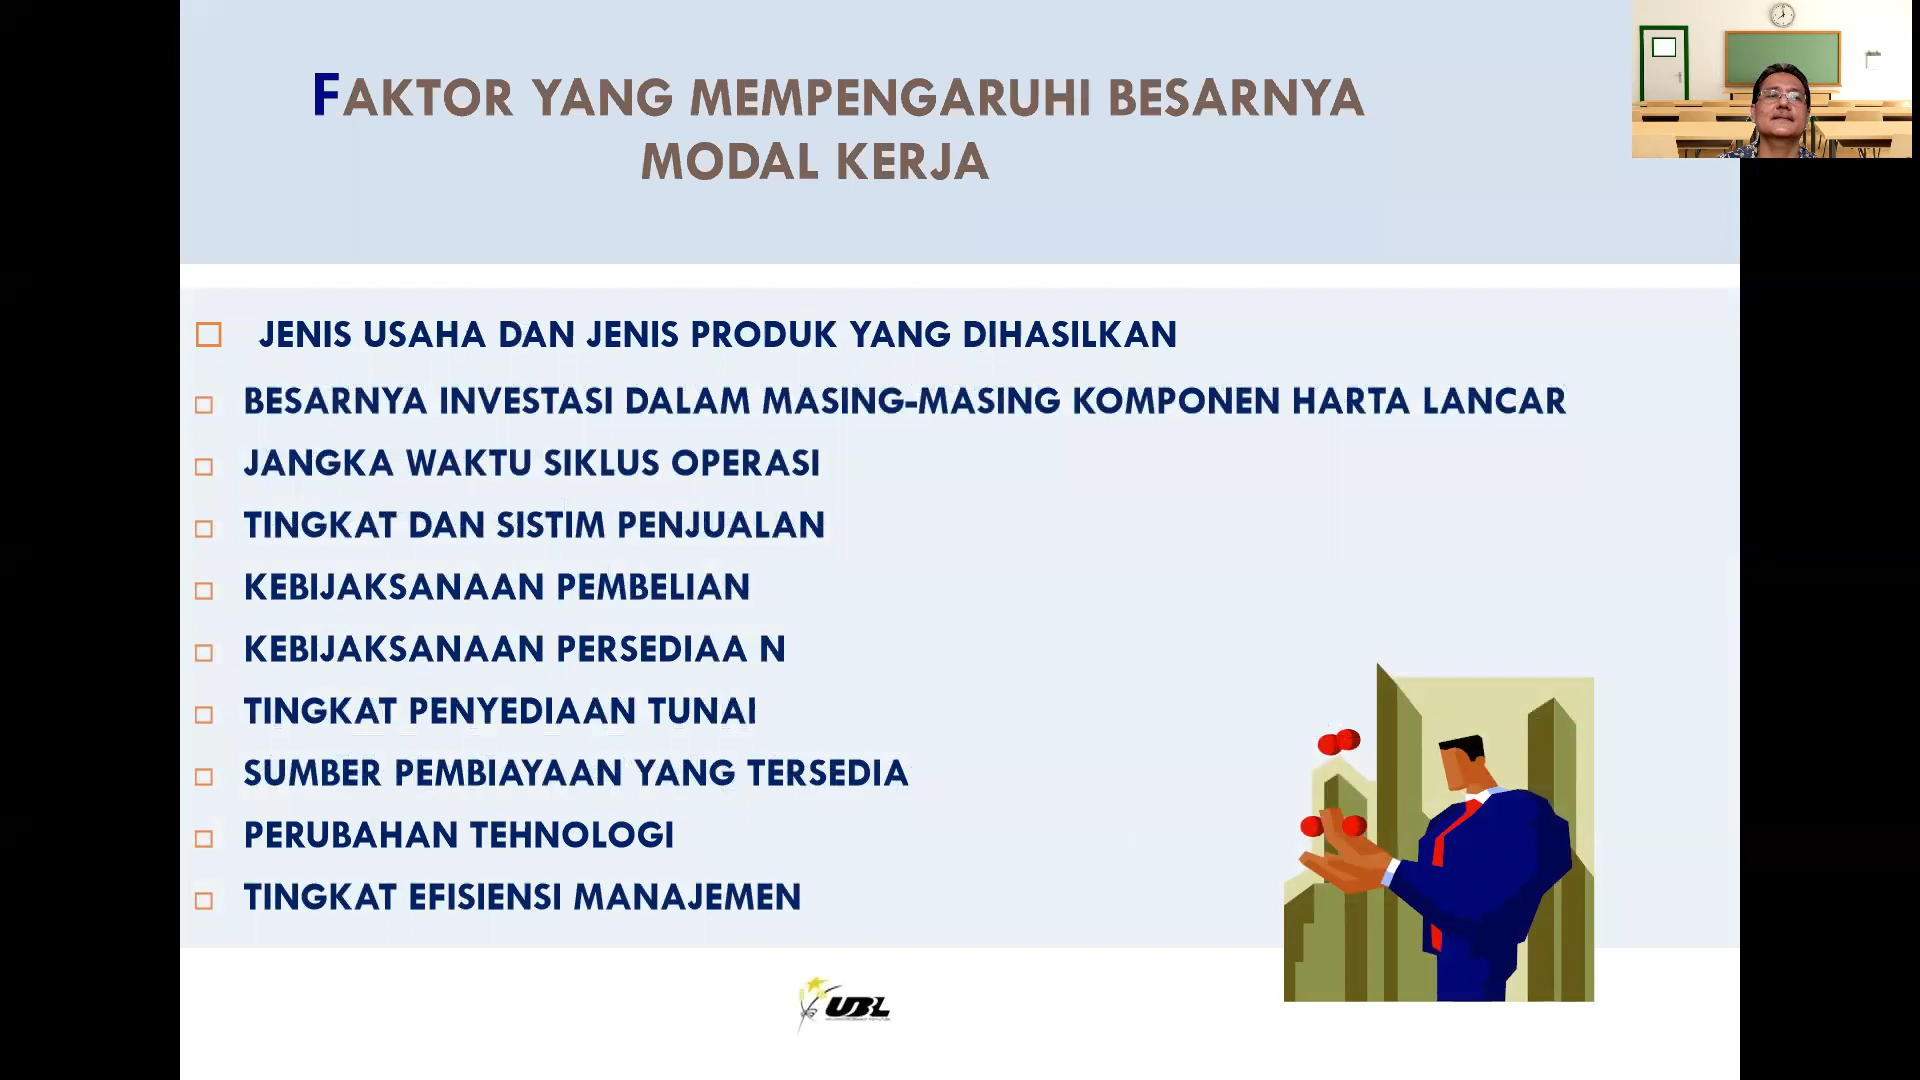 FAKTOR YANG MEMPENGARUHI BESARNYA
MODAL KERJA
JENIS USAHA DAN JENIS PRODUK YANG DIHASILKAN
BESARNYA INVESTASI DALAM MASING-MASING KOMPONEN HARTA LANCAR
JANGKA WAKTU SIKLUS OPERASI
TINGKAT DAN SISTIM PENJUALAN
KEBIJAKSANAAN PEMBELIAN
KEBIJAKSANAAN PERSEDIAA N
TINGKAT PENYEDIAAN TUNAI
SUMBER PEMBIAYAAN YANG TERSEDIA
PERUBAHAN TEHNOLOGI
TINGKAT EFISIENSI MANAJEMEN
UBL